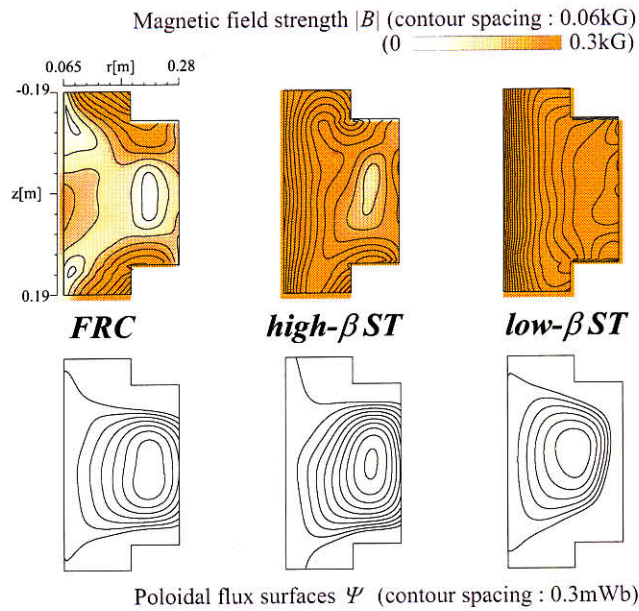 Magnetic field strength |B| (contour spacing : 0.06kG)
(0 0.3kG)
0.065 r[m] 0.28
-0.19
z[m]
0.19
FRC high-β ST low-β ST
Poloidal flux surfaces Ψ (contour spacing : 0.3mWb)